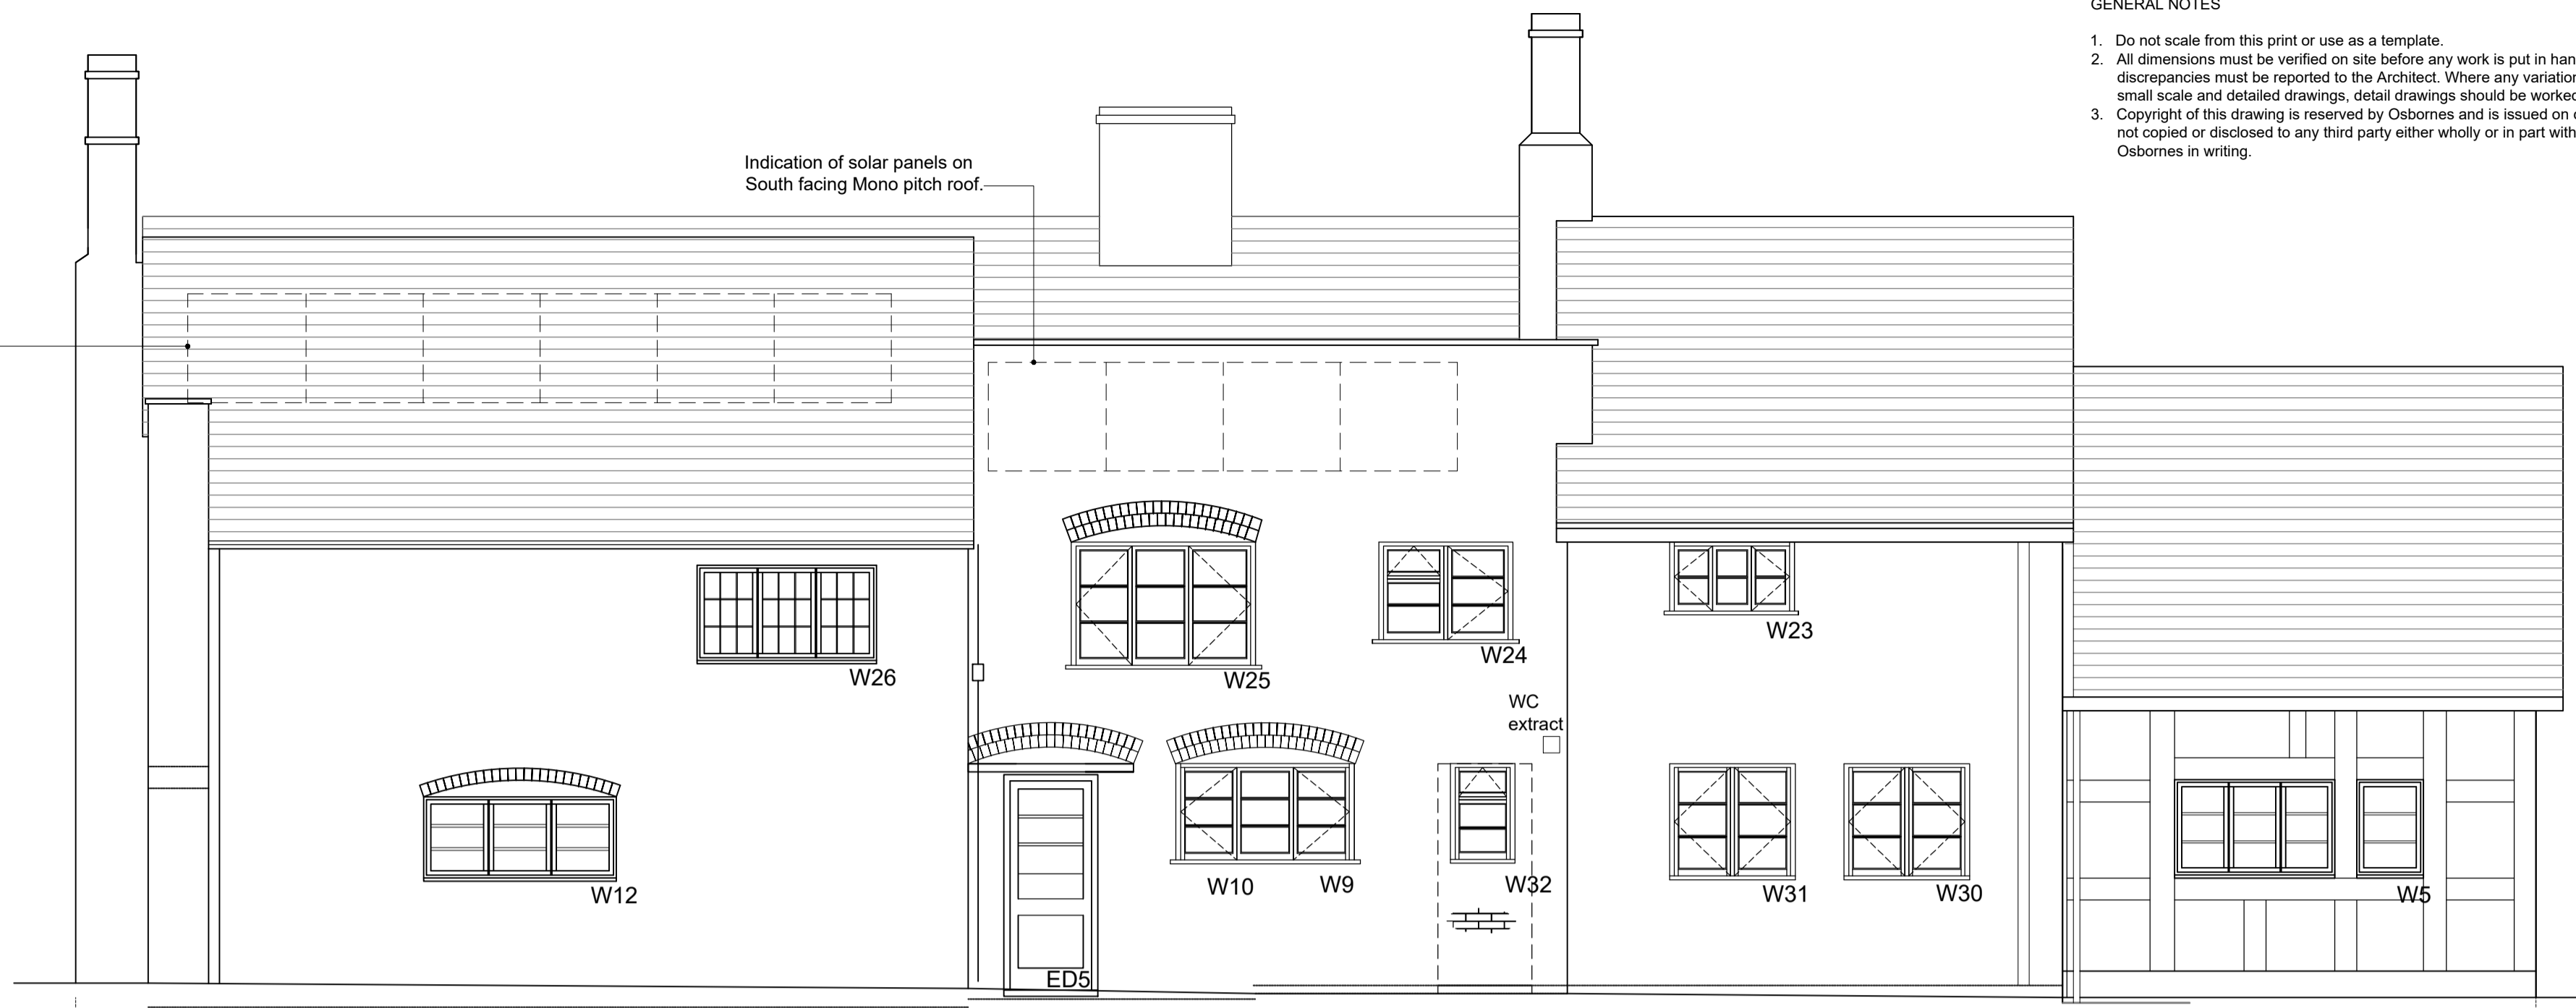 GENERAL NOTES
1. Do not scale from this print or use as a template.
2. All dimensions must be verified on site before any work is put in
discrepancies must be reported to the Architect. Where any
small scale and detailed drawings, detail drawings should be
3. Copyright of this drawing is reserved by Osbornes and is issued on
not copied or disclosed to any third party either wholly or in part
Osbornes in writing.
Indication of solar panels on
South facing Mono pitch roof.
W26
W25
W24
W23
WC
extract
W12
W10
W9
W32
W31
W30
W5
ED5